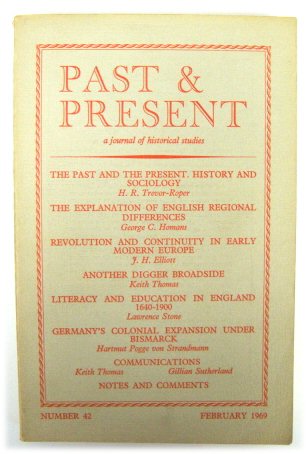 PAST &
PRESENT
a journal of historical studies
THE PAST AND THE PRESENT. HISTORY AND
SOCIOLOGY
H. R. Trevor-Roper
THE EXPLANATION OF ENGLISH REGIONAL
DIFFERENCES
George C. Homans
REVOLUTION AND CONTINUITY IN EARLY
MODERN EUROPE
J. H. Elliott
ANOTHER DIGGER BROADSIDE
Keith Thomas
LITERACY AND EDUCATION IN ENGLAND
1640-1900
Lawrence Stone
GERMANY'S COLONIAL EXPANSION UNDER
BISMARCK
Hartmut Pogge von Strandmann
COMMUNICATIONS
Keith Thomas Gillian Sutherland
NOTES AND COMMENTS
NUMBER 42 FEBRUARY 1969